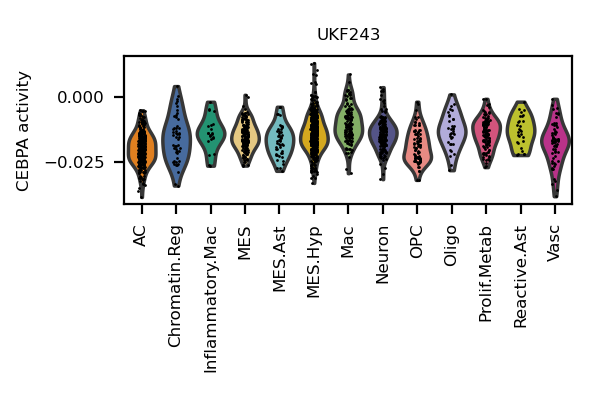 UKF243
CEBPA activity
0.000
−0.025
AC
Chromatin.Reg
Inflammatory.Mac
MES
MES.Ast
MES.Hyp
Mac
Neuron
OPC
Oligo
Prolif.Metab
Reactive.Ast
Vasc